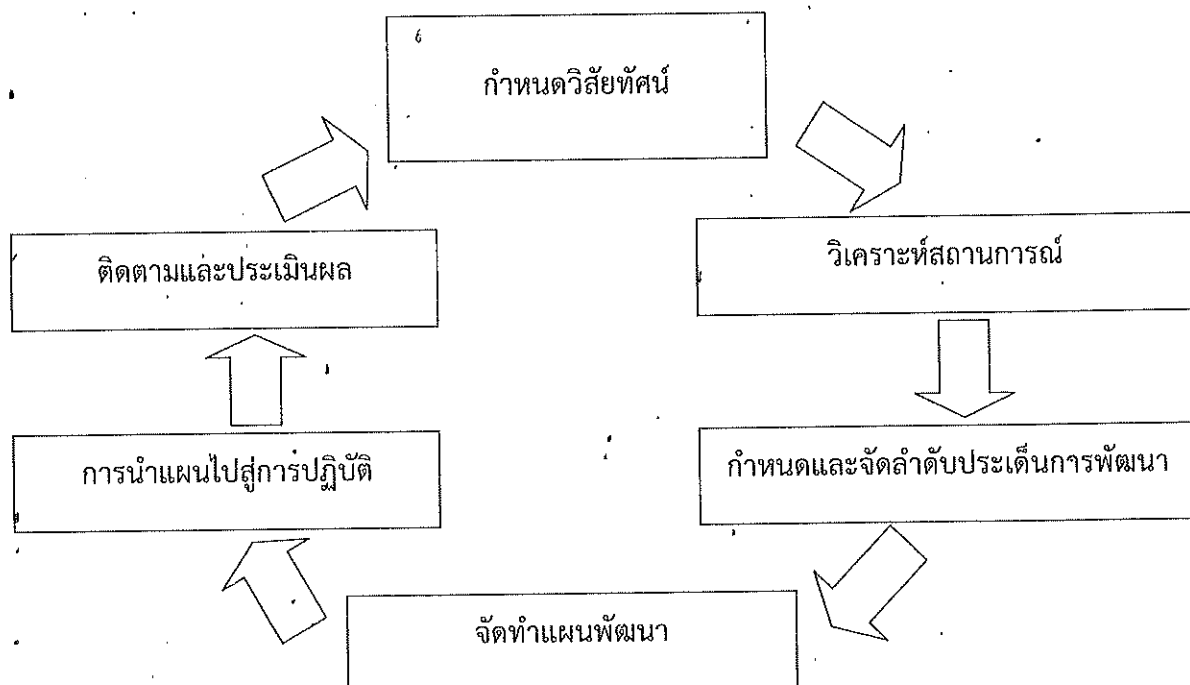 กำหนดวิสัยทัศน์
วิเคราะห์สถานการณ์
กำหนดและจัดลำดับประเด็นการพัฒนา
จัดทำแผนพัฒนา
การนำแผนไปสู่การปฏิบัติ
ติดตามและประเมินผล